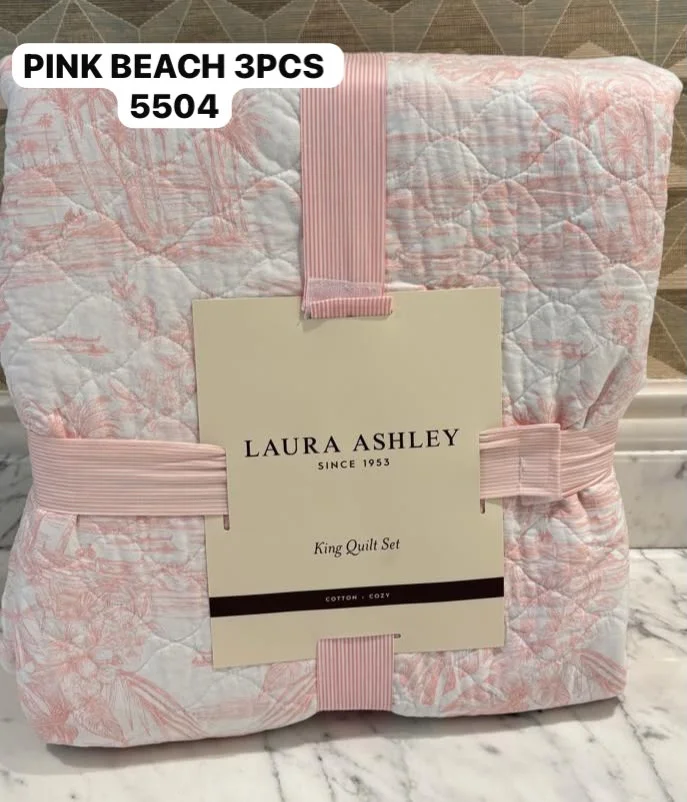 PINK BEACH 3PCS
5504
LAURA ASHLEY
SINCE 1953
King Quilt Set
COTTON - COZY